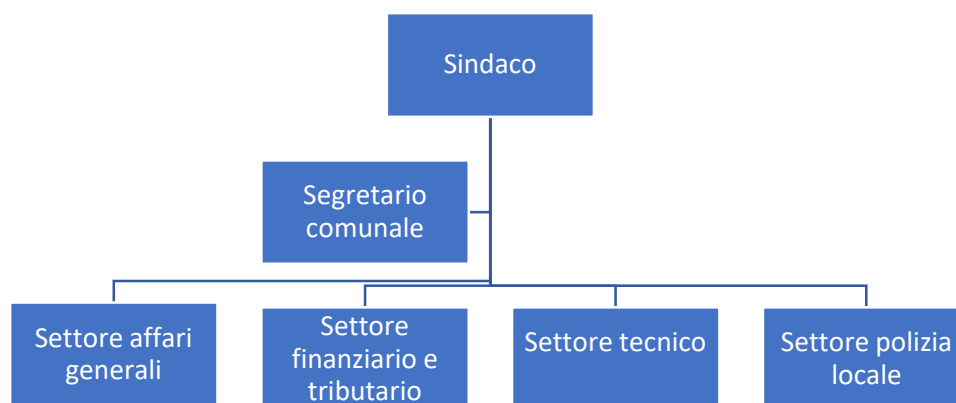 Sindaco
Segretario
comunale
Settore affari
generali
Settore
finanziario e
tributario
Settore tecnico
Settore polizia
locale